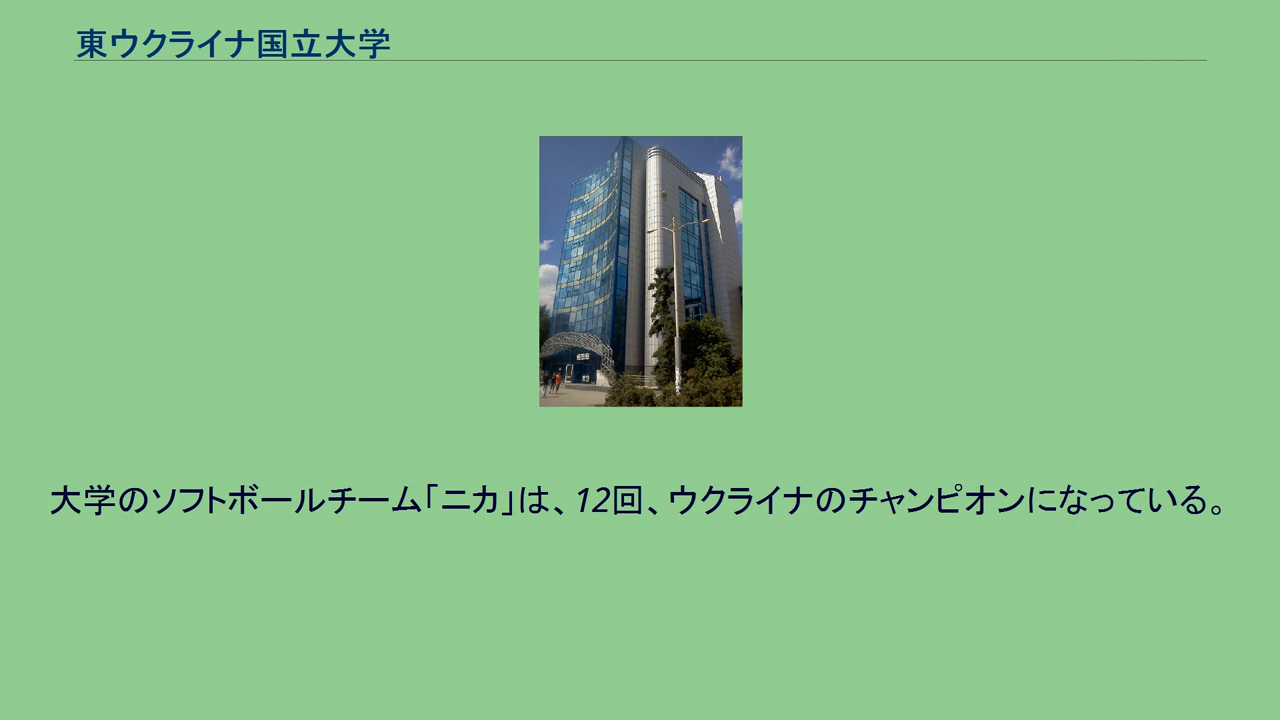 東ウクライナ国立大学
大学のソフトボールチーム「ニカ」は、12回、ウクライナのチャンピオンになっている。